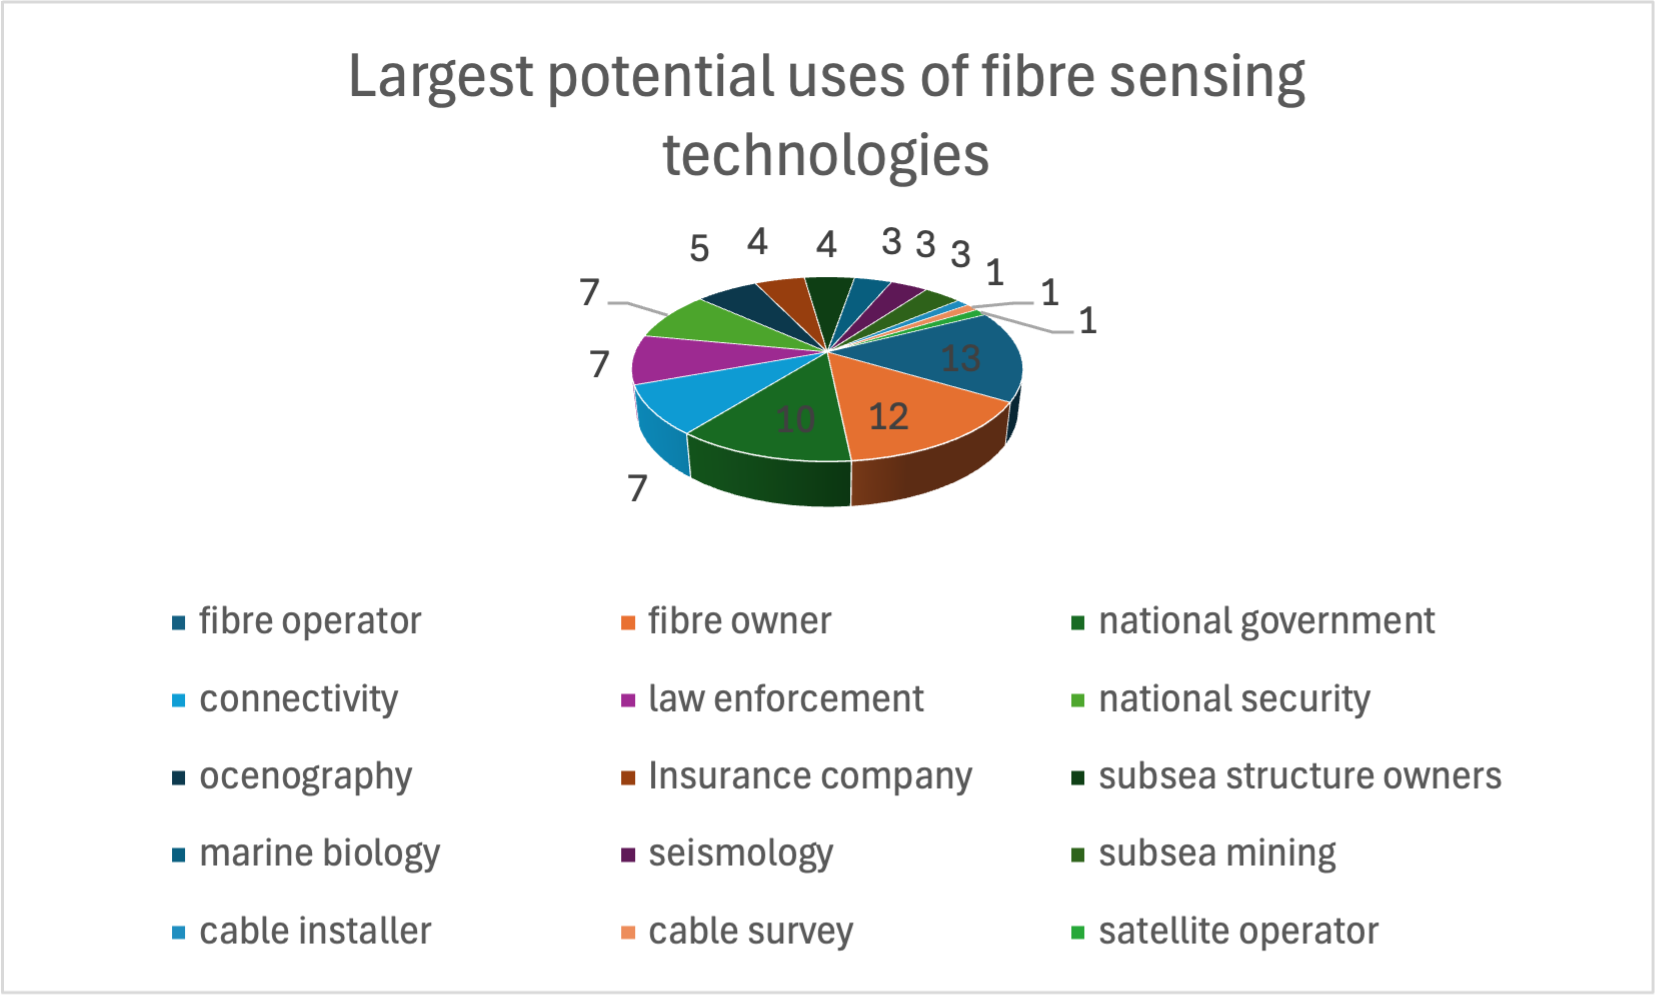 Largest potential uses of fibre sensing
technologies
5 4 4 3 3 3 1 1 1
7
7
13
12
10
7
fibre operator fibre owner national government
connectivity law enforcement national security
ocenography Insurance company subsea structure owners
marine biology seismology subsea mining
cable installer cable survey satellite operator